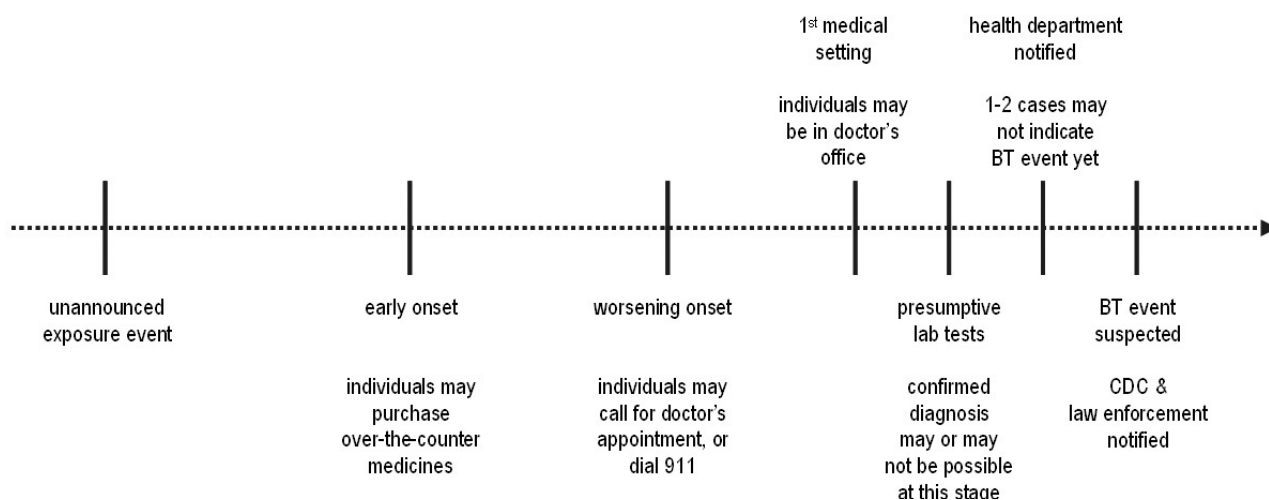 1st medical
setting
individuals may
be in doctor's
office
health department
notified
1-2 cases may
not indicate
BT event yet
unannounced
exposure event
early onset
individuals may
purchase
over-the-counter
medicines
worsening onset
individuals may
call for doctor's
appointment, or
dial 911
presumptive
lab tests
confirmed
diagnosis
may or may
not be possible
at this stage
BT event
suspected
CDC &
law enforcement
notified